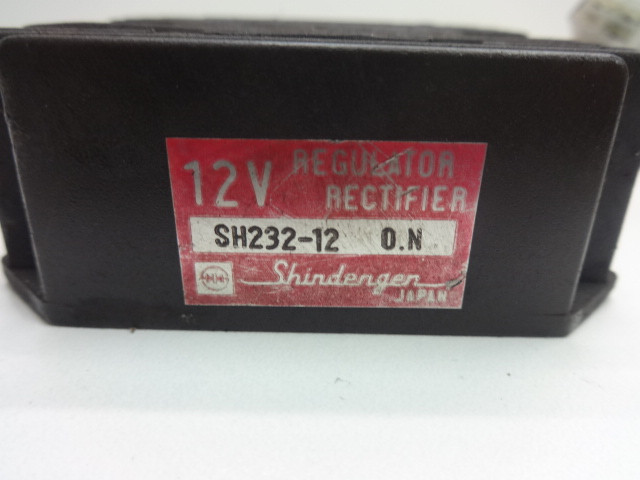 12V REGULATOR
RECTIFIER
SH232-12 O.N
Shindengen
JAPAN